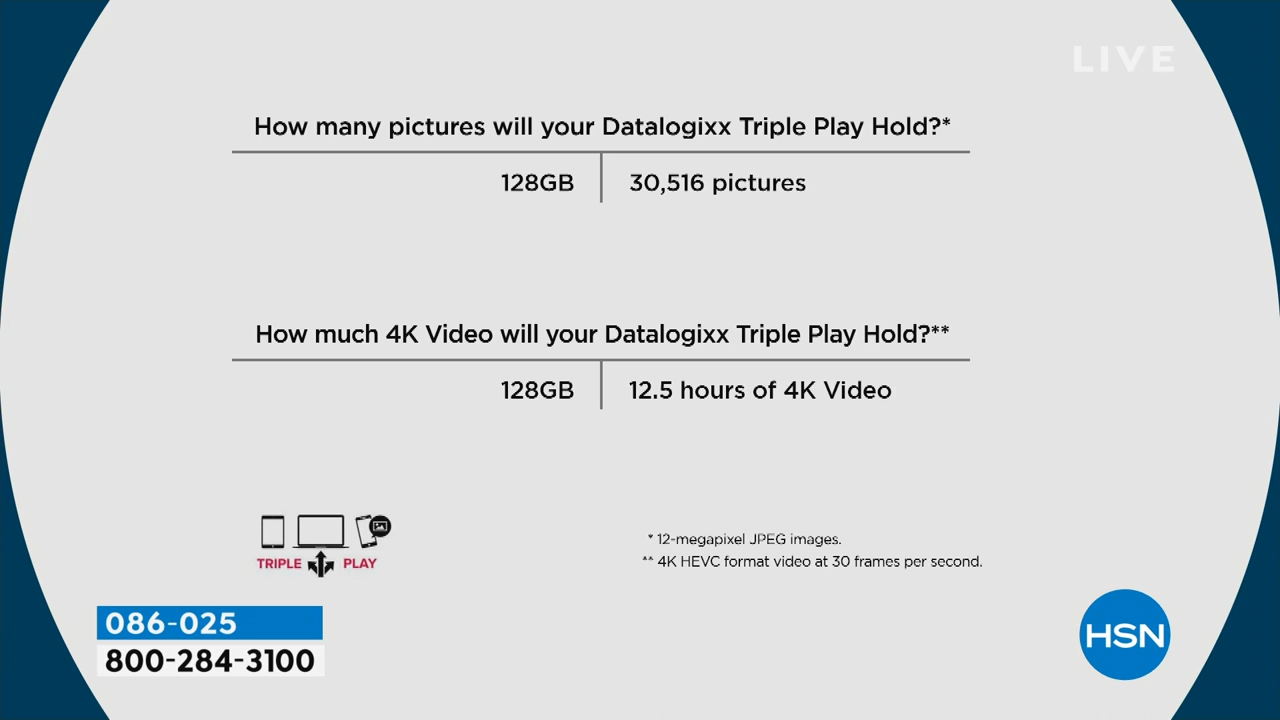 LIVE
How many pictures will your Datalogixx Triple Play Hold?*
128GB 30,516 pictures
How much 4K Video will your Datalogixx Triple Play Hold?**
128GB 12.5 hours of 4K Video
TRIPLE PLAY
* 12-megapixel JPEG images.
** 4K HEVC format video at 30 frames per second.
086-025
800-284-3100
HSN